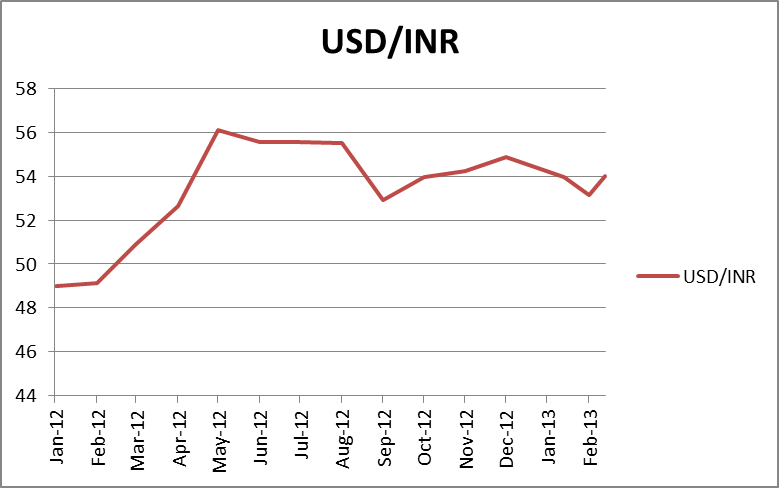 USD/INR
58
56
54
52
50
48
46
44
Jan-12
Feb-12
Mar-12
Apr-12
May-12
Jun-12
Jul-12
Aug-12
Sep-12
Oct-12
Nov-12
Dec-12
Jan-13
Feb-13
USD/INR